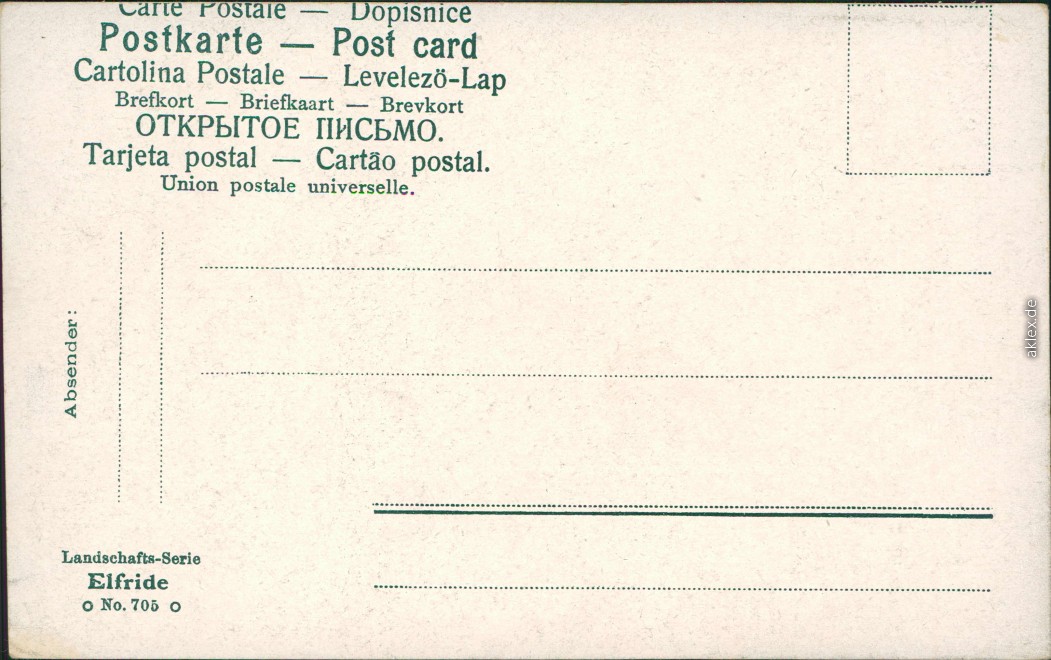 Carte Postale — Dopisnice
Postkarte — Post card
Cartolina Postale — Levelezö-Lap
Brefkort — Briefkaart — Brevkort
ОТКРЫТОЕ ПИСЬМО.
Tarjeta postal — Cartāo postal.
Union postale universelle.
Absender:
Landschafts-Serie
Elfride
No. 705
aklex.de